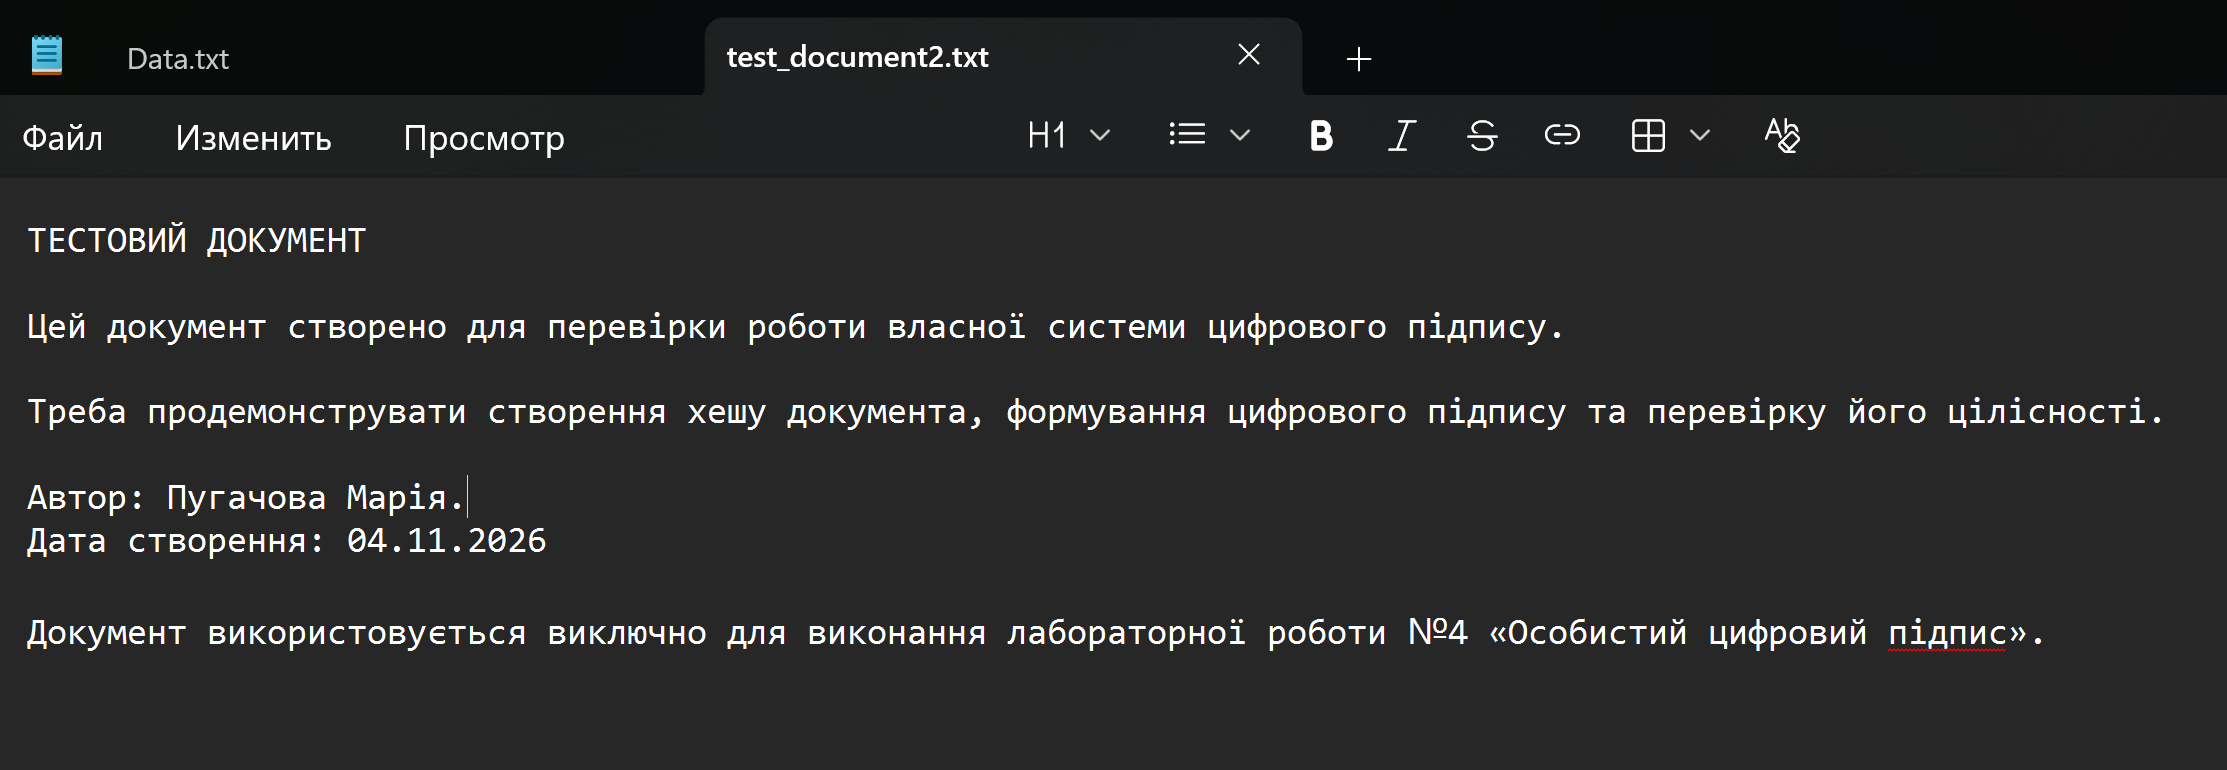 Data.txt
test_document2.txt
Файл Изменить Просмотр H1 B I S Ab
ТЕСТОВИЙ ДОКУМЕНТ
Цей документ створено для перевірки роботи власної системи цифрового підпису.
Треба продемонструвати створення хешу документа, формування цифрового підпису та перевірку його цілісності.
Автор: Пугачова Марія.
Дата створення: 04.11.2026
Документ використовується виключно для виконання лабораторної роботи №4 «Особистий цифровий підпис».